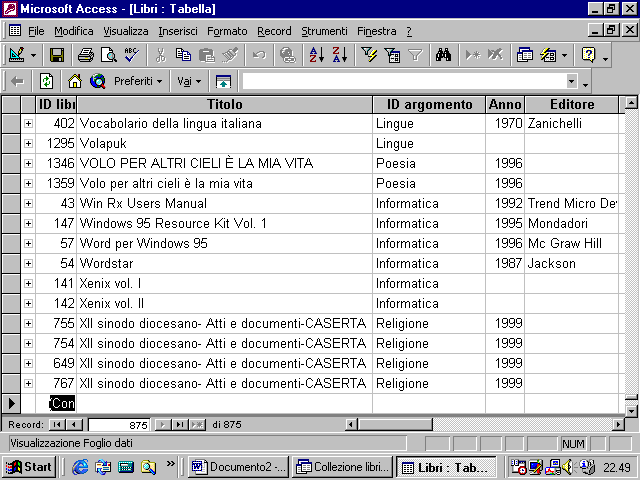 Microsoft Access - [Libri : Tabella]
File Modifica Visualizza Inserisci Formato Record Strumenti Finestra ?
Preferiti Vai
ID libr Titolo ID argomento Anno Editore
402 Vocabolario della lingua italiana Lingue 1970 Zanichelli
1295 Volapuk Lingue
1346 VOLO PER ALTRI CIELI È LA MIA VITA Poesia 1996
1359 Volo per altri cieli è la mia vita Poesia 1996
43 Win Rx Users Manual Informatica 1992 Trend Micro De
147 Windows 95 Resource Kit Vol. 1 Informatica 1995 Mondadori
57 Word per Windows 95 Informatica 1996 Mc Graw Hill
54 Wordstar Informatica 1987 Jackson
141 Xenix vol. I Informatica
142 Xenix vol. II Informatica
755 XII sinodo diocesano- Atti e documenti-CASERTA Religione 1999
754 XII sinodo diocesano- Atti e documenti-CASERTA Religione 1999
649 XII sinodo diocesano- Atti e documenti-CASERTA Religione 1999
767 XII sinodo diocesano- Atti e documenti-CASERTA Religione 1999
Con
Record: 875 di 875
Visualizzazione Foglio dati NUM
Start » Documento2 -... Collezione libri... Libri : Tab... 22.49